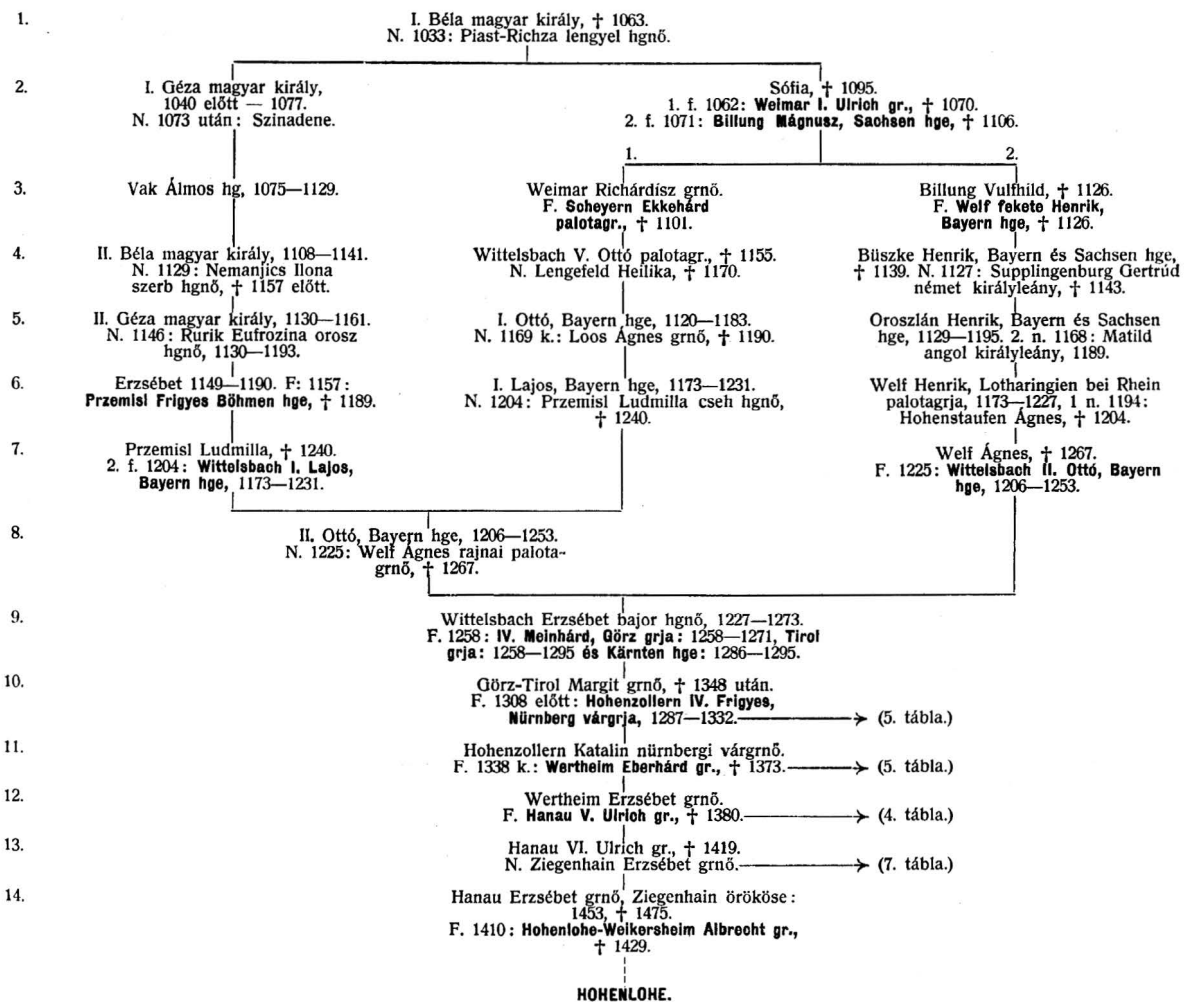 1.
I. Béla magyar király, † 1063.
N. 1033: Piast-Richza lengyel hgnő.
2.
I. Géza magyar király,
1040 előtt — 1077.
N. 1073 után: Szinadene.
Sófia, † 1095.
1. f. 1062: Weimar I. Ulrich gr., † 1070.
2. f. 1071: Billung Mágnusz, Sachsen hge, † 1106.
1.
2.
3.
Vak Álmos hg, 1075—1129.
Weimar Richárdisz grnő.
F. Scheyern Ekkehárd
palotagr., † 1101.
Billung Vulfhild, † 1126.
F. Welf fekete Henrik,
Bayern hge, † 1126.
4.
II. Béla magyar király, 1108—1141.
N. 1129: Nemanjics Ilona
szerb hgnő, † 1157 előtt.
Wittelsbach V. Ottó palotagr., † 1155.
N. Lengefeld Heilika, † 1170.
Büszke Henrik, Bayern és Sachsen hge,
† 1139. N. 1127: Supplingenburg Gertrúd
német királyleány, † 1143.
5.
II. Géza magyar király, 1130—1161.
N. 1146: Rurik Eufrozina orosz
hgnő, 1130—1193.
I. Ottó, Bayern hge, 1120—1183.
N. 1169 k.: Loos Ágnes grnő, † 1190.
Oroszlán Henrik, Bayern és Sachsen
hge, 1129—1195. 2. n. 1168: Matild
angol királyleány, 1189.
6.
Erzsébet 1149—1190. F: 1157:
Przemisl Frigyes Böhmen hge, † 1189.
I. Lajos, Bayern hge, 1173—1231.
N. 1204: Przemisl Ludmilla cseh hgnő,
† 1240.
Welf Henrik, Lotharingien bei Rhein
palotagrja, 1173—1227, 1 n. 1194:
Hohenstaufen Ágnes, † 1204.
7.
Przemisl Ludmilla, † 1240.
2. f. 1204: Wittelsbach I. Lajos,
Bayern hge, 1173—1231.
Welf Ágnes, † 1267.
F. 1225: Wittelsbach II. Ottó, Bayern
hge, 1206—1253.
8.
II. Ottó, Bayern hge, 1206—1253.
N. 1225: Welf Ágnes rajnai palota-
grnő, † 1267.
9.
Wittelsbach Erzsébet bajor hgnő, 1227—1273.
F. 1258: IV. Meinhárd, Görz grja: 1258—1271, Tirol
grja: 1258—1295 és Kärnten hge: 1286—1295.
10.
Görz-Tirol Margit grnő, † 1348 után.
F. 1308 előtt: Hohenzollern IV. Frigyes,
Nürnberg várgrja, 1287—1332. → (5. tábla.)
11.
Hohenzollern Katalin nürnbergi várgrnő.
F. 1338 k.: Wertheim Eberhárd gr., † 1373. → (5. tábla.)
12.
Wertheim Erzsébet grnő.
F. Hanau V. Ulrich gr., † 1380. → (4. tábla.)
13.
Hanau VI. Ulrich gr., † 1419.
N. Ziegenhain Erzsébet grnő. → (7. tábla.)
14.
Hanau Erzsébet grnő, Ziegenhain örököse:
1453, † 1475.
F. 1410: Hohenlohe-Weikersheim Albrecht gr.,
† 1429.
HOHENLOHE.